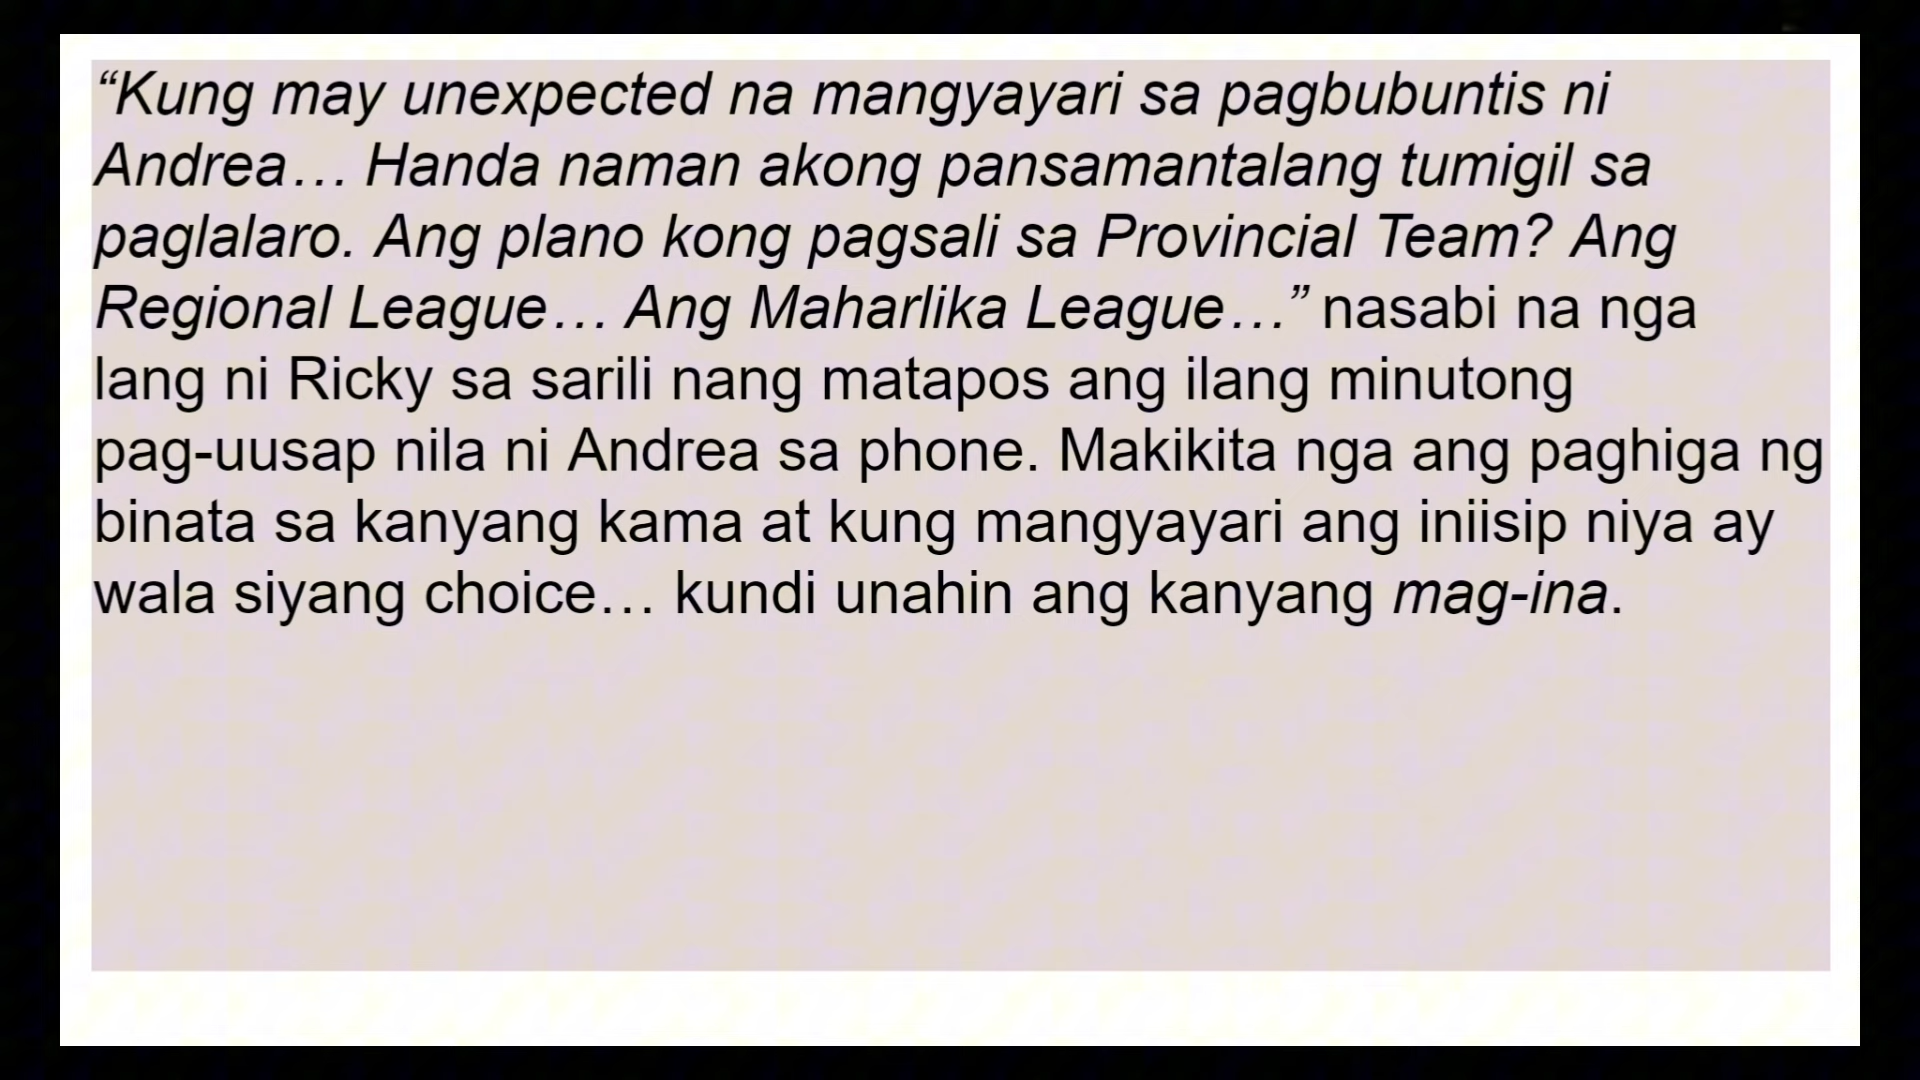 “Kung may unexpected na mangyayari sa pagbubuntis ni
Andrea… Handa naman akong pansamantalang tumigil sa
paglalaro. Ang plano kong pagsali sa Provincial Team? Ang
Regional League… Ang Maharlika League…” nasabi na nga
lang ni Ricky sa sarili nang matapos ang ilang minutong
pag-uusap nila ni Andrea sa phone. Makikita nga ang paghiga ng
binata sa kanyang kama at kung mangyayari ang iniisip niya ay
wala siyang choice… kundi unahin ang kanyang mag-ina.